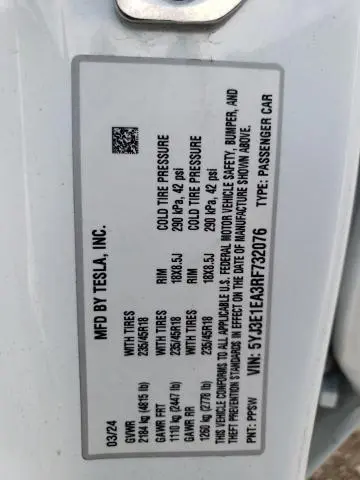 MFD BY TESLA, INC.
03/24
GVWR WITH TIRES RIM COLD TIRE PRESSURE
2184 kg (4815 lb) 235/45R18 18X8.5J 290 kPa, 42 psi
GAWR FRT WITH TIRES RIM COLD TIRE PRESSURE
1110 kg (2447 lb) 235/45R18 18X8.5J 290 kPa, 42 psi
GAWR RR
1260 kg (2778 lb)
THIS VEHICLE CONFORMS TO ALL APPLICABLE U.S. FEDERAL MOTOR VEHICLE SAFETY, BUMPER, AND
THEFT PREVENTION STANDARDS IN EFFECT ON THE DATE OF MANUFACTURE SHOWN ABOVE.
VIN: 5YJ3E1EA3RF732076
PNT: PPSW TYPE: PASSENGER CAR